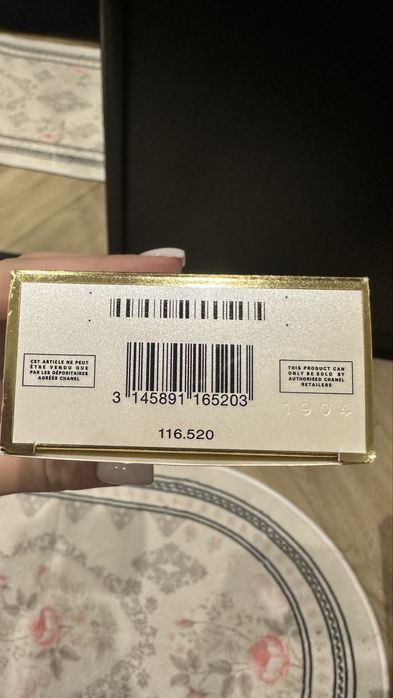 CET ARTICLE NE PEUT
ÊTRE VENDU QUE
PAR LES DÉPOSITAIRES
AGRÉÉS CHANEL
THIS PRODUCT CAN
ONLY BE SOLD BY
AUTHORISED CHANEL
RETAILERS
3 145891 165203
1904
116.520